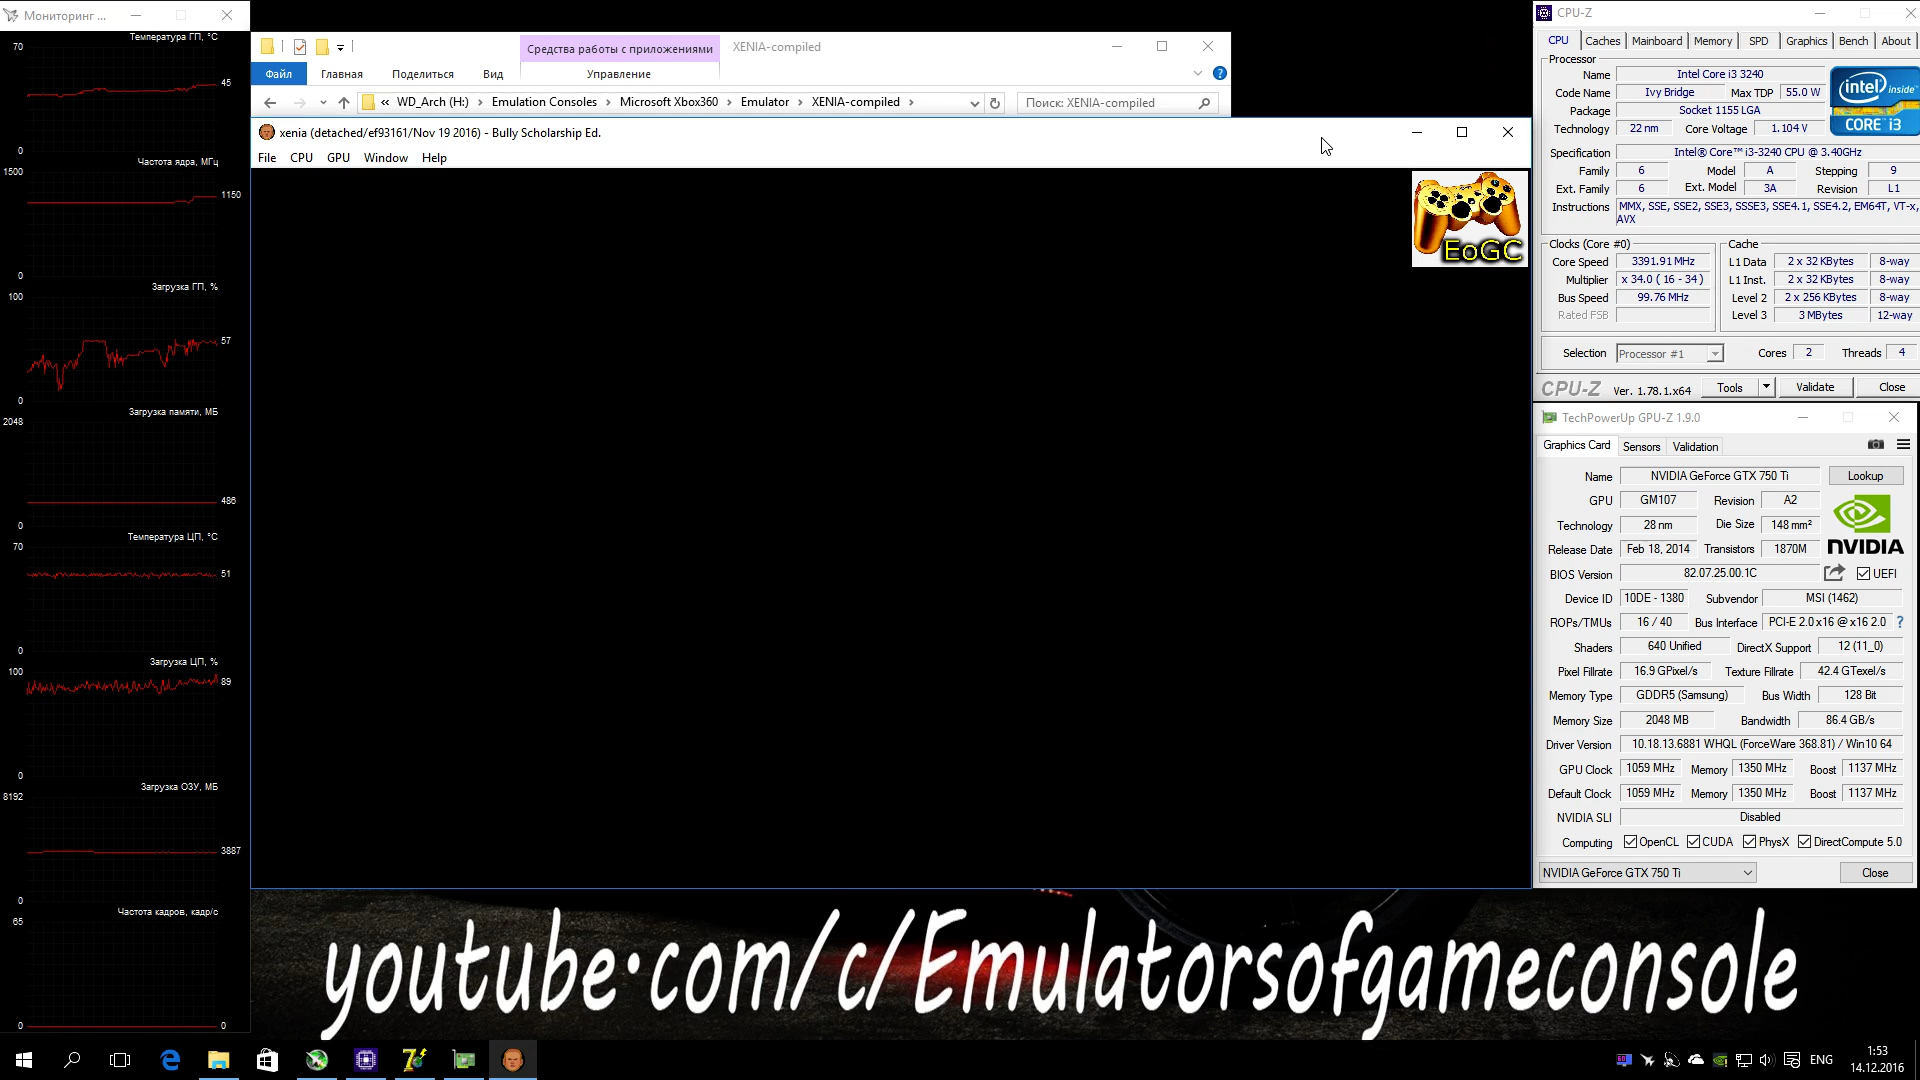 Мониторинг ...
Температура ГП, °C
70
45
0
Частота ядра, МГц
1500
1150
0
Загрузка ГП, %
100
57
0
Загрузка памяти, МБ
2048
486
0
Температура ЦП, °C
70
51
0
Загрузка ЦП, %
100
89
0
Загрузка ОЗУ, МБ
8192
3887
0
Частота кадров, кадр/с
65
0
0
Средства работы с приложениями
XENIA-compiled
Файл
Главная
Поделиться
Вид
Управление
« WD_Arch (H:) › Emulation Consoles › Microsoft Xbox360 › Emulator › XENIA-compiled ›
Поиск: XENIA-compiled
xenia (detached/ef93161/Nov 19 2016) - Bully Scholarship Ed.
File CPU GPU Window Help
EoGC
CPU-Z
CPU Caches Mainboard Memory SPD Graphics Bench About
Processor
Name Intel Core i3 3240
Code Name Ivy Bridge Max TDP 55.0 W
Package Socket 1155 LGA
Technology 22 nm Core Voltage 1.104 V
intel inside™
CORE i3
Specification Intel® Core™ i3-3240 CPU @ 3.40GHz
Family 6 Model A Stepping 9
Ext. Family 6 Ext. Model 3A Revision L1
Instructions MMX, SSE, SSE2, SSE3, SSSE3, SSE4.1, SSE4.2, EM64T, VT-x,
AVX
Clocks (Core #0)
Core Speed 3391.91 MHz
Multiplier x 34.0 ( 16 - 34 )
Bus Speed 99.76 MHz
Rated FSB
Cache
L1 Data 2 x 32 KBytes 8-way
L1 Inst. 2 x 32 KBytes 8-way
Level 2 2 x 256 KBytes 8-way
Level 3 3 MBytes 12-way
Selection Processor #1 Cores 2 Threads 4
CPU-Z Ver. 1.78.1.x64 Tools Validate Close
TechPowerUp GPU-Z 1.9.0
Graphics Card Sensors Validation
Name NVIDIA GeForce GTX 750 Ti Lookup
GPU GM107 Revision A2
Technology 28 nm Die Size 148 mm²
Release Date Feb 18, 2014 Transistors 1870M
NVIDIA
BIOS Version 82.07.25.00.1C UEFI
Device ID 10DE - 1380 Subvendor MSI (1462)
ROPs/TMUs 16 / 40 Bus Interface PCI-E 2.0 x16 @ x16 2.0 ?
Shaders 640 Unified DirectX Support 12 (11_0)
Pixel Fillrate 16.9 GPixel/s Texture Fillrate 42.4 GTexel/s
Memory Type GDDR5 (Samsung) Bus Width 128 Bit
Memory Size 2048 MB Bandwidth 86.4 GB/s
Driver Version 10.18.13.6881 WHQL (ForceWare 368.81) / Win10 64
GPU Clock 1059 MHz Memory 1350 MHz Boost 1137 MHz
Default Clock 1059 MHz Memory 1350 MHz Boost 1137 MHz
NVIDIA SLI Disabled
Computing OpenCL CUDA PhysX DirectCompute 5.0
NVIDIA GeForce GTX 750 Ti Close
youtube.com/c/Emulatorsofgameconsole
ENG
1:53
14.12.2016